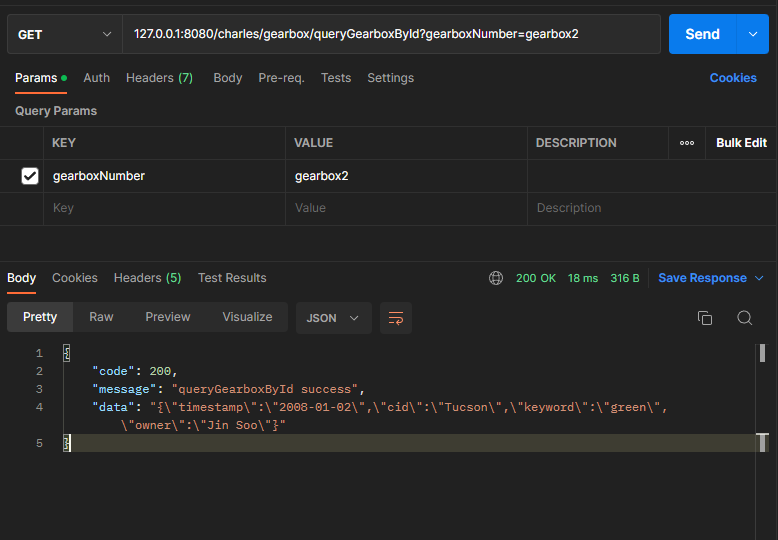 GET 127.0.0.1:8080/charles/gearbox/queryGearboxById?gearboxNumber=gearbox2 Send
Params Auth Headers (7) Body Pre-req. Tests Settings Cookies
Query Params
KEY VALUE DESCRIPTION ooo Bulk Edit
gearboxNumber gearbox2
Key Value Description
Body Cookies Headers (5) Test Results 200 OK 18 ms 316 B Save Response
Pretty Raw Preview Visualize JSON
1 {
2 "code": 200,
3 "message": "queryGearboxById success",
4 "data": "{\"timestamp\":\"2008-01-02\",\"cid\":\"Tucson\",\"keyword\":\"green\",
\"owner\":\"Jin Soo\"}"
5 }